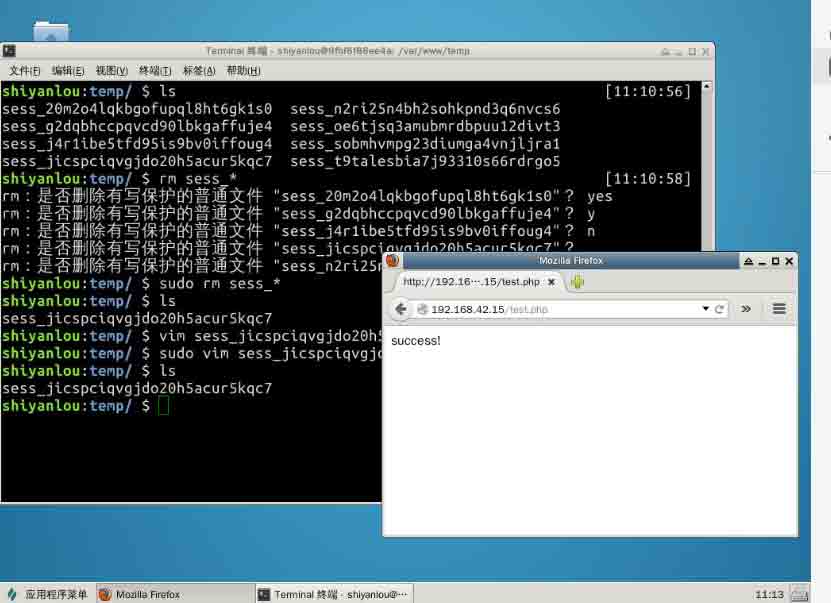 Terminal 终端 - shiyanlou@9fbf6f88ee4a: /var/www/temp
文件(F) 编辑(E) 视图(V) 终端(T) 标签(A) 帮助(H)
shiyanlou:temp/ $ ls [11:10:56]
sess_20m2o4lqkbgofupql8ht6gk1s0 sess_n2ri25n4bh2sohkpnd3q6nvcs6
sess_g2dqbhccpqvcd90lbkgaffuje4 sess_oe6tjsq3amubmrdbpuu12divt3
sess_j4r1ibe5tfd95is9bv0iffoug4 sess_sobmhvmpg23diumga4vnjljra1
sess_jicspciqvgjdo20h5acur5kqc7 sess_t9talesbia7j93310s66rdrgo5
shiyanlou:temp/ $ rm sess_* [11:10:58]
rm：是否删除有写保护的普通文件 "sess_20m2o4lqkbgofupql8ht6gk1s0"？ yes
rm：是否删除有写保护的普通文件 "sess_g2dqbhccpqvcd90lbkgaffuje4"？ y
rm：是否删除有写保护的普通文件 "sess_j4r1ibe5tfd95is9bv0iffoug4"？ n
rm：是否删除有写保护的普通文件 "sess_jicspciqvgjdo20h5acur5kqc7"？
rm：是否删除有写保护的普通文件 "sess_n2ri25n
shiyanlou:temp/ $ sudo rm sess_*
shiyanlou:temp/ $ ls
sess_jicspciqvgjdo20h5acur5kqc7
shiyanlou:temp/ $ vim sess_jicspciqvgjdo20h5
shiyanlou:temp/ $ sudo vim sess_jicspciqvgjd
shiyanlou:temp/ $ ls
sess_jicspciqvgjdo20h5acur5kqc7
shiyanlou:temp/ $
Mozilla Firefox
http://192.16···.15/test.php
192.168.42.15/test.php
success!
应用程序菜单 Mozilla Firefox Terminal 终端 - shiyanlou@··· 11:13